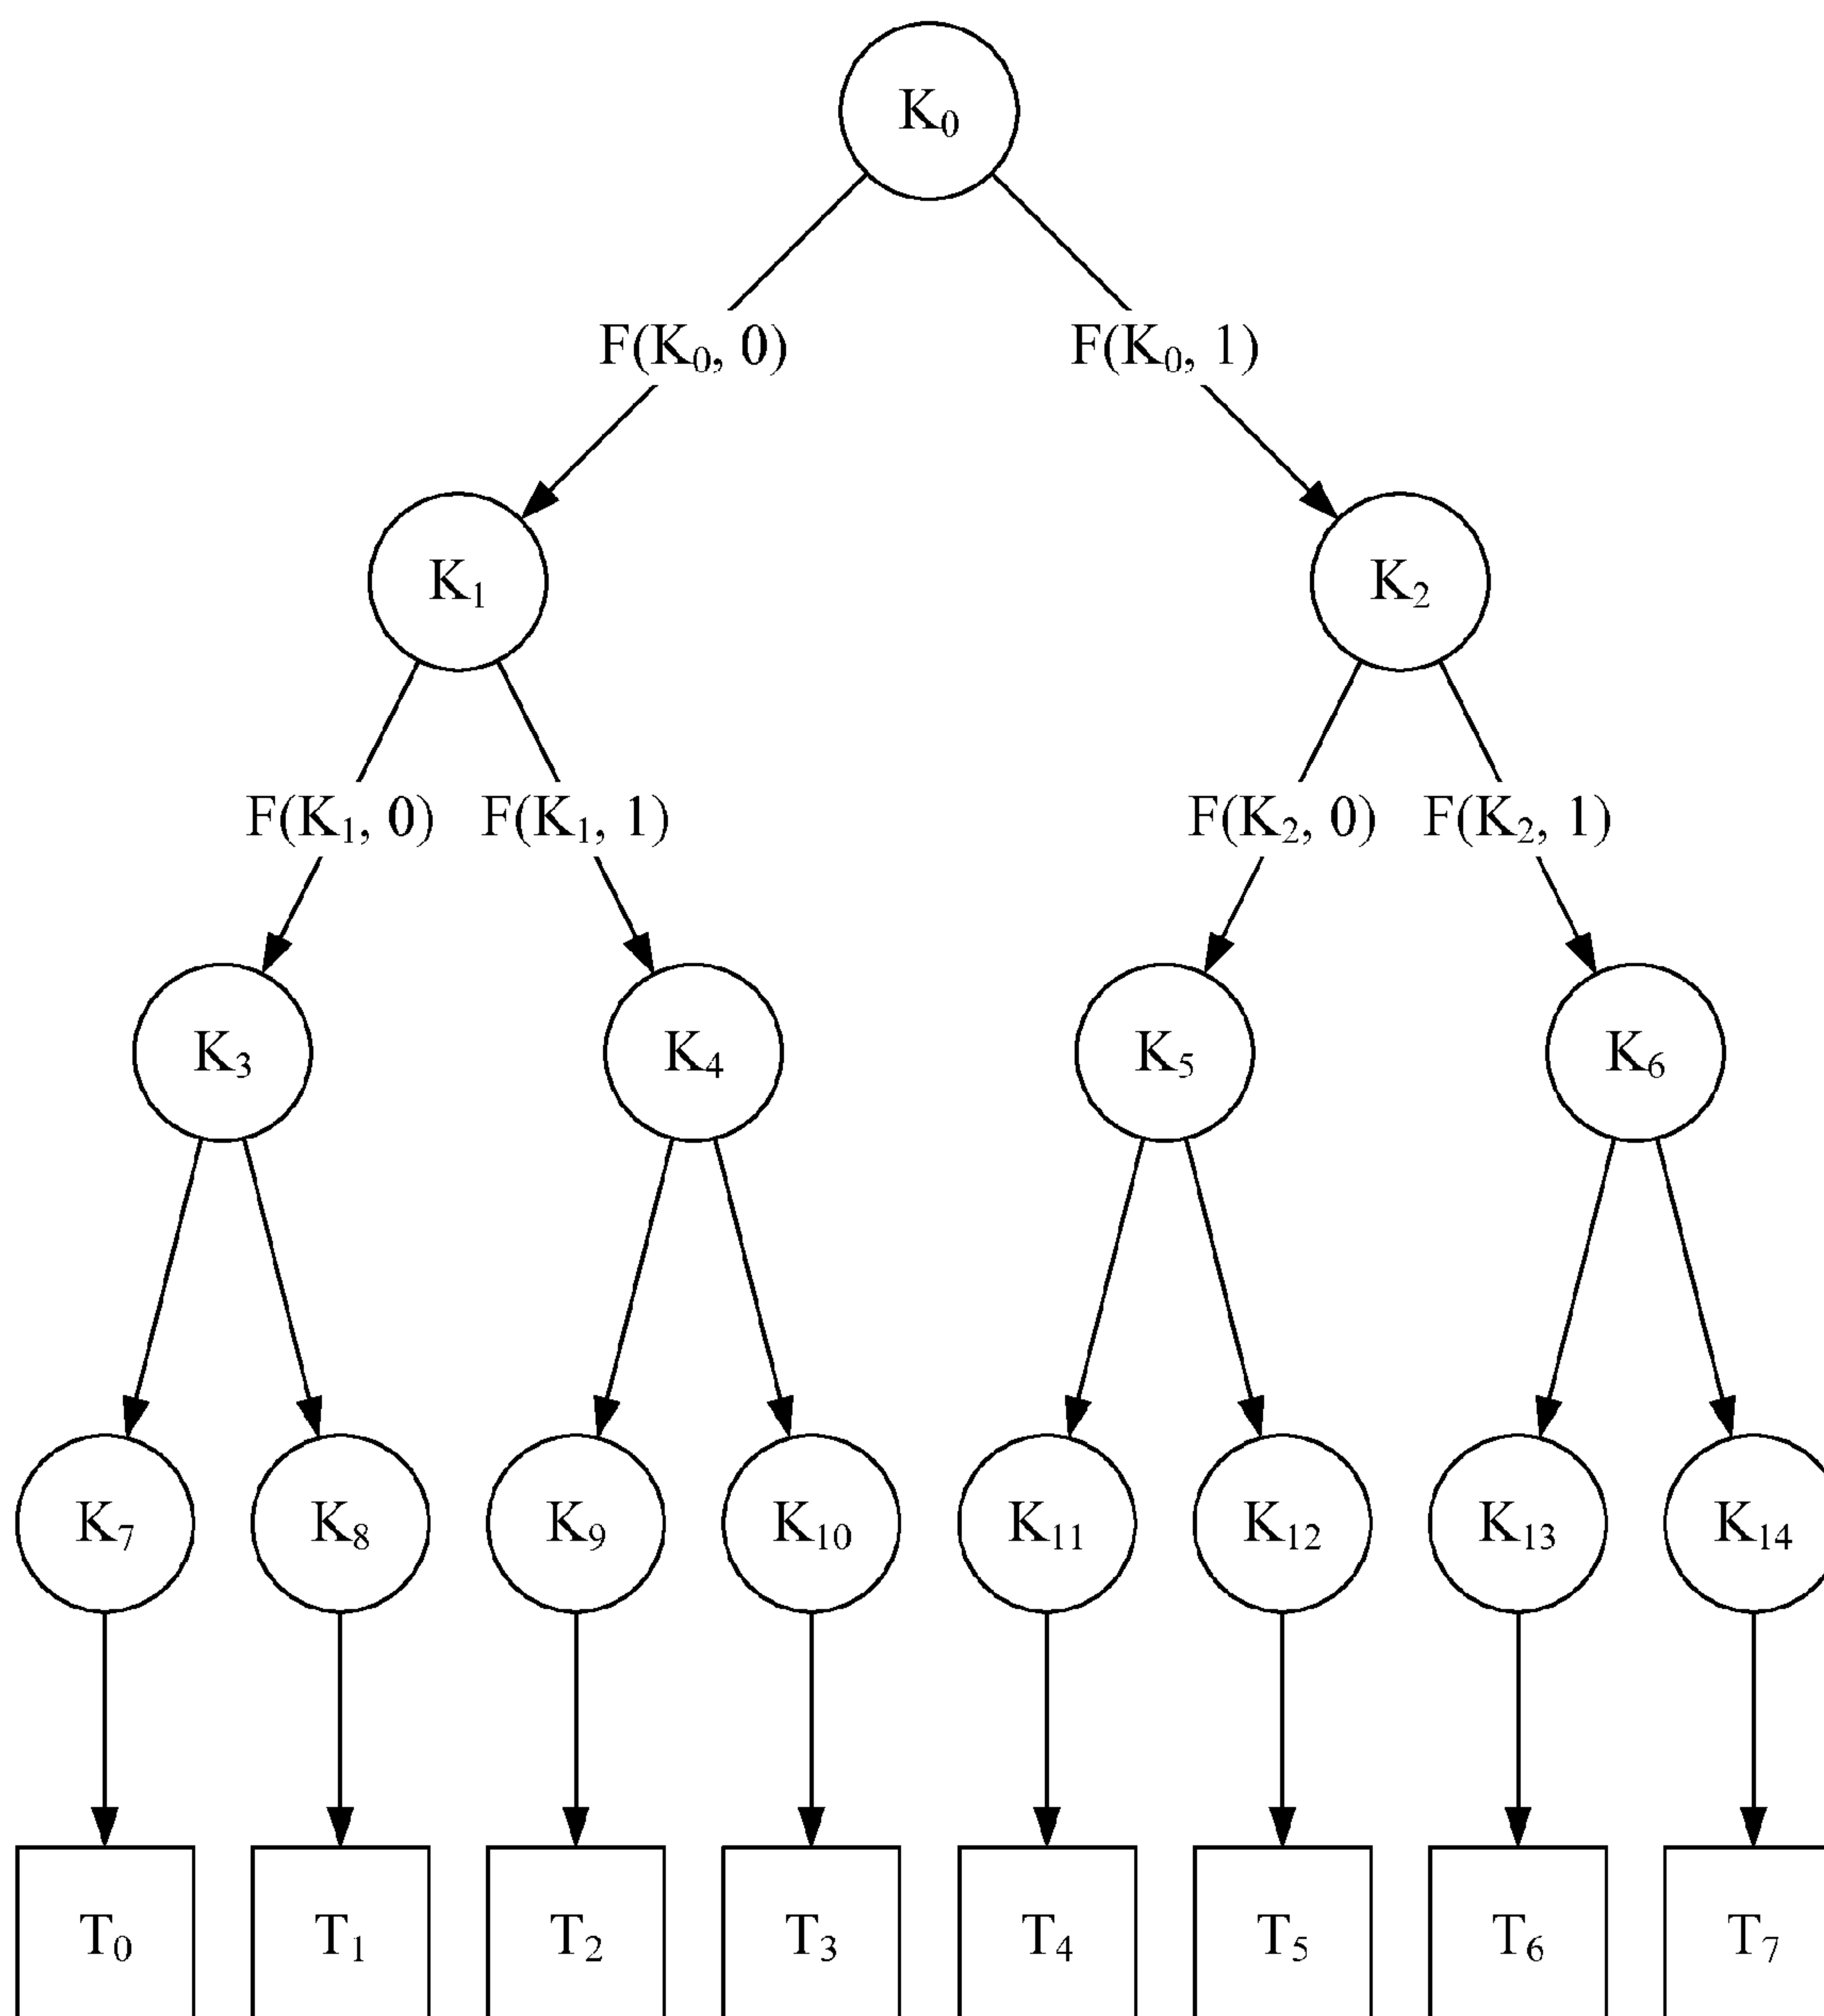 K₀
F(K₀, 0) F(K₀, 1)
K₁ K₂
F(K₁, 0) F(K₁, 1) F(K₂, 0) F(K₂, 1)
K₃ K₄ K₅ K₆
K₇ K₈ K₉ K₁₀ K₁₁ K₁₂ K₁₃ K₁₄
T₀ T₁ T₂ T₃ T₄ T₅ T₆ T₇